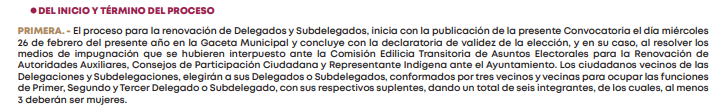 ● DEL INICIO Y TÉRMINO DEL PROCESO
PRIMERA. - El proceso para la renovación de Delegados y Subdelegados, inicia con la publicación de la presente Convocatoria el día miércoles
26 de febrero del presente año en la Gaceta Municipal y concluye con la declaratoria de validez de la elección, y en su caso, al resolver los
medios de impugnación que se hubieren interpuesto ante la Comisión Edilicia Transitoria de Asuntos Electorales para la Renovación de
Autoridades Auxiliares, Consejos de Participación Ciudadana y Representante Indígena ante el Ayuntamiento. Los ciudadanos vecinos de las
Delegaciones y Subdelegaciones, elegirán a sus Delegados o Subdelegados, conformados por tres vecinos y vecinas para ocupar las funciones
de Primer, Segundo y Tercer Delegado o Subdelegado, con sus respectivos suplentes, dando un total de seis integrantes, de los cuales, al menos
3 deberán ser mujeres.